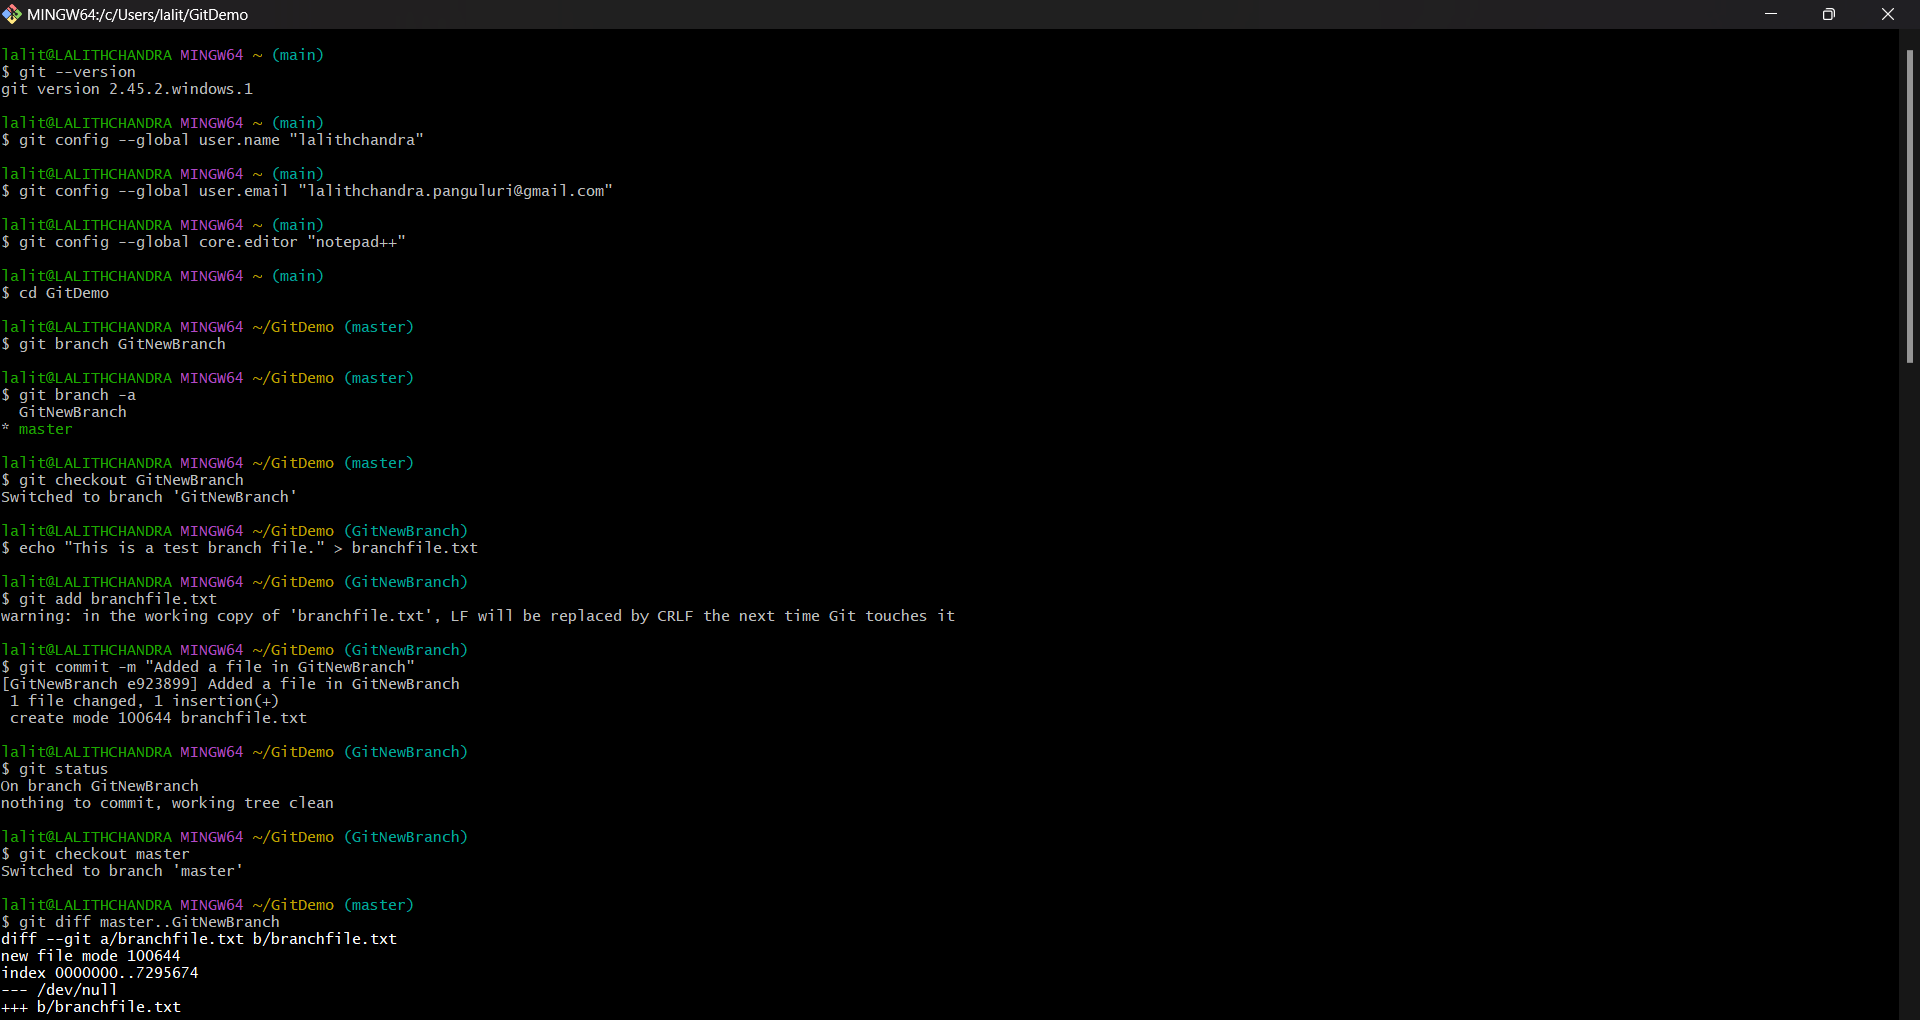 MINGW64:/c/Users/lalit/GitDemo
lalit@LALITHCHANDRA MINGW64 ~ (main)
$ git --version
git version 2.45.2.windows.1
lalit@LALITHCHANDRA MINGW64 ~ (main)
$ git config --global user.name "lalithchandra"
lalit@LALITHCHANDRA MINGW64 ~ (main)
$ git config --global user.email "lalithchandra.panguluri@gmail.com"
lalit@LALITHCHANDRA MINGW64 ~ (main)
$ git config --global core.editor "notepad++"
lalit@LALITHCHANDRA MINGW64 ~ (main)
$ cd GitDemo
lalit@LALITHCHANDRA MINGW64 ~/GitDemo (master)
$ git branch GitNewBranch
lalit@LALITHCHANDRA MINGW64 ~/GitDemo (master)
$ git branch -a
  GitNewBranch
* master
lalit@LALITHCHANDRA MINGW64 ~/GitDemo (master)
$ git checkout GitNewBranch
Switched to branch 'GitNewBranch'
lalit@LALITHCHANDRA MINGW64 ~/GitDemo (GitNewBranch)
$ echo "This is a test branch file." > branchfile.txt
lalit@LALITHCHANDRA MINGW64 ~/GitDemo (GitNewBranch)
$ git add branchfile.txt
warning: in the working copy of 'branchfile.txt', LF will be replaced by CRLF the next time Git touches it
lalit@LALITHCHANDRA MINGW64 ~/GitDemo (GitNewBranch)
$ git commit -m "Added a file in GitNewBranch"
[GitNewBranch e923899] Added a file in GitNewBranch
 1 file changed, 1 insertion(+)
 create mode 100644 branchfile.txt
lalit@LALITHCHANDRA MINGW64 ~/GitDemo (GitNewBranch)
$ git status
On branch GitNewBranch
nothing to commit, working tree clean
lalit@LALITHCHANDRA MINGW64 ~/GitDemo (GitNewBranch)
$ git checkout master
Switched to branch 'master'
lalit@LALITHCHANDRA MINGW64 ~/GitDemo (master)
$ git diff master..GitNewBranch
diff --git a/branchfile.txt b/branchfile.txt
new file mode 100644
index 0000000..7295674
--- /dev/null
+++ b/branchfile.txt